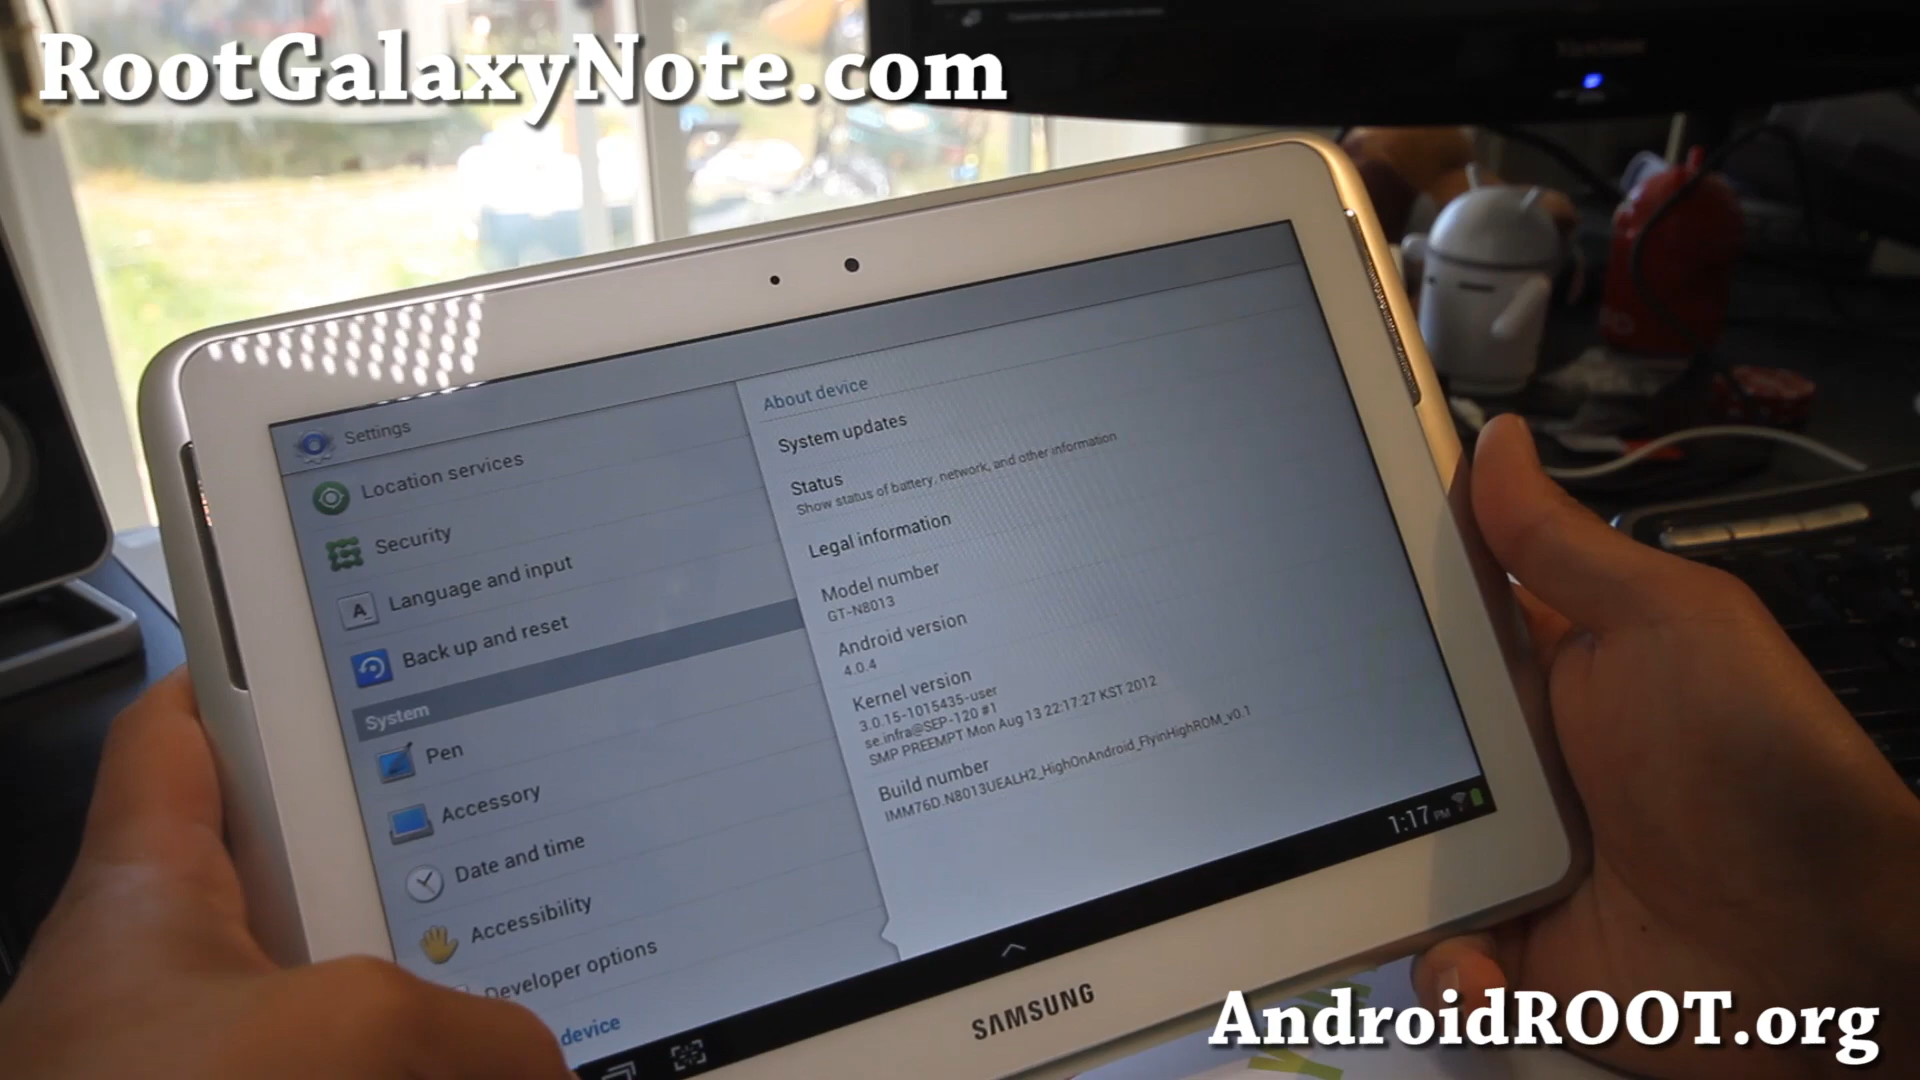 RootGalaxyNote.com
Settings
Location services
Security
Language and input
Back up and reset
System
Pen
Accessory
Date and time
Accessibility
Developer options
device
About device
System updates
Status
Show status of battery, network, and other information
Legal information
Model number
GT-N8013
Android version
4.0.4
Kernel version
3.0.15-1015435-user
se.infra@SEP-120 #1
SMP PREEMPT Mon Aug 13 22:17:27 KST 2012
Build number
IMM76D.N8013UEALH2_HighOnAndroid_FlyinHighROM_v0.1
1:17 PM
SAMSUNG
AndroidROOT.org